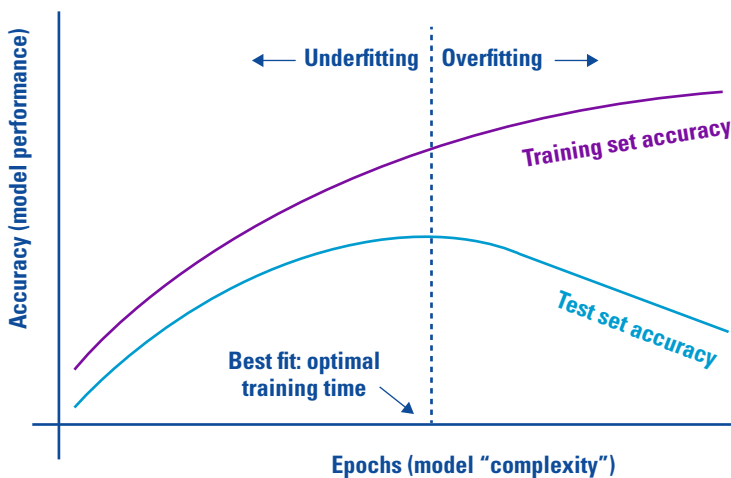 Underfitting
Overfitting
Accuracy (model performance)
Training set accuracy
Test set accuracy
Best fit: optimal
training time
Epochs (model “complexity”)